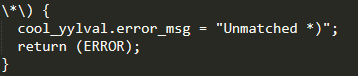 \*\) {
  cool_yylval.error_msg = "Unmatched *)";
  return (ERROR);
}